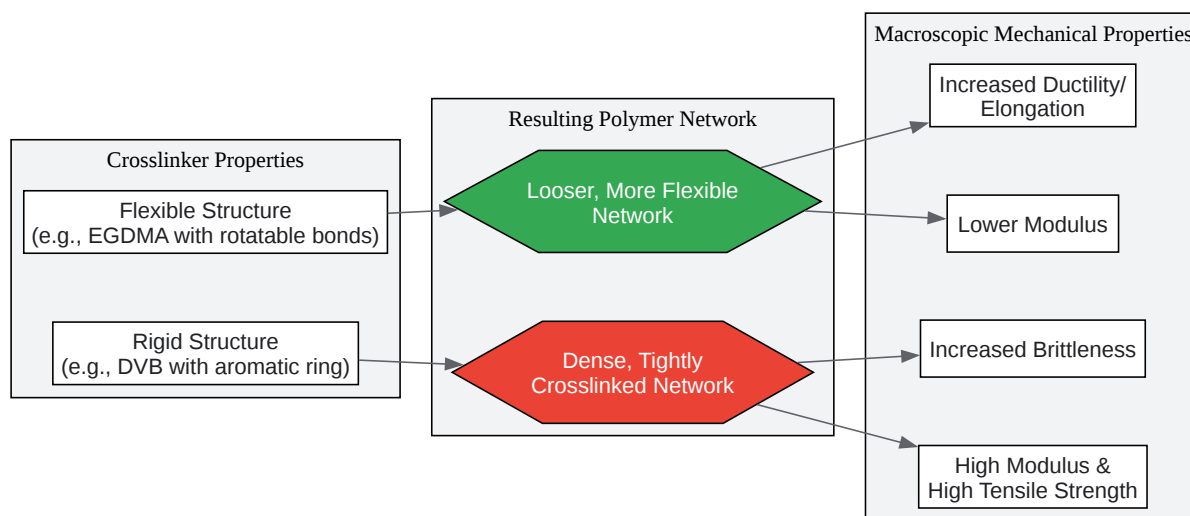 Crosslinker Properties
Flexible Structure
(e.g., EGDMA with rotatable bonds)
Rigid Structure
(e.g., DVB with aromatic ring)
Resulting Polymer Network
Looser, More Flexible
Network
Dense, Tightly
Crosslinked Network
Macroscopic Mechanical Properties
Increased Ductility/
Elongation
Lower Modulus
Increased Brittleness
High Modulus &
High Tensile Strength